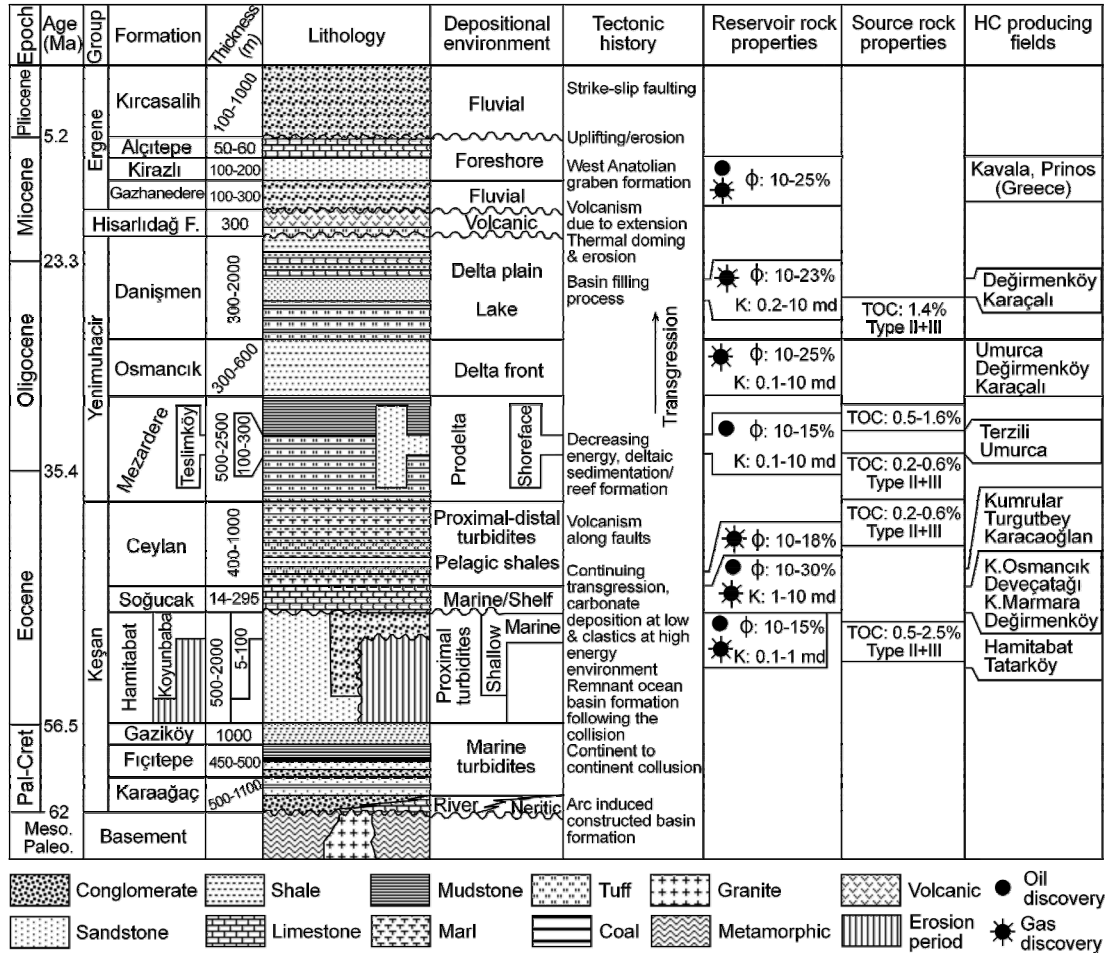 Epoch
Age
(Ma)
Group
Formation
Thickness
(m)
Lithology
Depositional
environment
Tectonic
history
Reservoir rock
properties
Source rock
properties
HC producing
fields
Pliocene
Miocene
Oligocene
Eocene
Pal-Cret
Meso.
Paleo.
5.2
23.3
35.4
56.5
62
Ergene
Yenimuhacir
Keşan
Kırcasalih
Alçıtepe
Kirazlı
Gazhanedere
Hisarlıdağ F.
Danişmen
Osmancık
Mezardere
Teslimköy
Ceylan
Soğucak
Hamitabat
Koyunbaba
Gaziköy
Fıçıtepe
Karaağaç
Basement
100-1000
50-60
100-200
100-300
300
300-2000
300-600
500-2500
100-300
400-1000
14-295
500-2000
5-100
1000
450-500
500-1100
Fluvial
Foreshore
Fluvial
Volcanic
Delta plain
Lake
Delta front
Prodelta
Shoreface
Proximal-distal
turbidites
Pelagic shales
Marine/Shelf
Proximal
turbidites
Shallow
Marine
Marine
turbidites
River
Neritic
Strike-slip faulting
Uplifting/erosion
West Anatolian
graben formation
Volcanism
due to extension
Thermal doming
& erosion
Basin filling
process
Transgression
Decreasing
energy, deltaic
sedimentation/
reef formation
Volcanism
along faults
Continuing
transgression,
carbonate
deposition at low
& clastics at high
energy
environment
Remnant ocean
basin formation
following the
collision
Continent to
continent collusion
Arc induced
constructed basin
formation
ϕ: 10-25%
ϕ: 10-23%
K: 0.2-10 md
ϕ: 10-25%
K: 0.1-10 md
ϕ: 10-15%
K: 0.1-10 md
ϕ: 10-18%
ϕ: 10-30%
K: 1-10 md
ϕ: 10-15%
K: 0.1-1 md
TOC: 1.4%
Type II+III
TOC: 0.5-1.6%
TOC: 0.2-0.6%
Type II+III
TOC: 0.2-0.6%
Type II+III
TOC: 0.5-2.5%
Type II+III
Kavala, Prinos
(Greece)
Değirmenköy
Karaçalı
Umurca
Değirmenköy
Karaçalı
Terzili
Umurca
Kumrular
Turgutbey
Karacaoğlan
K.Osmancık
Deveçatağı
K.Marmara
Değirmenköy
Hamitabat
Tatarköy
Conglomerate
Shale
Mudstone
Tuff
Granite
Volcanic
Oil
discovery
Sandstone
Limestone
Marl
Coal
Metamorphic
Erosion
period
Gas
discovery